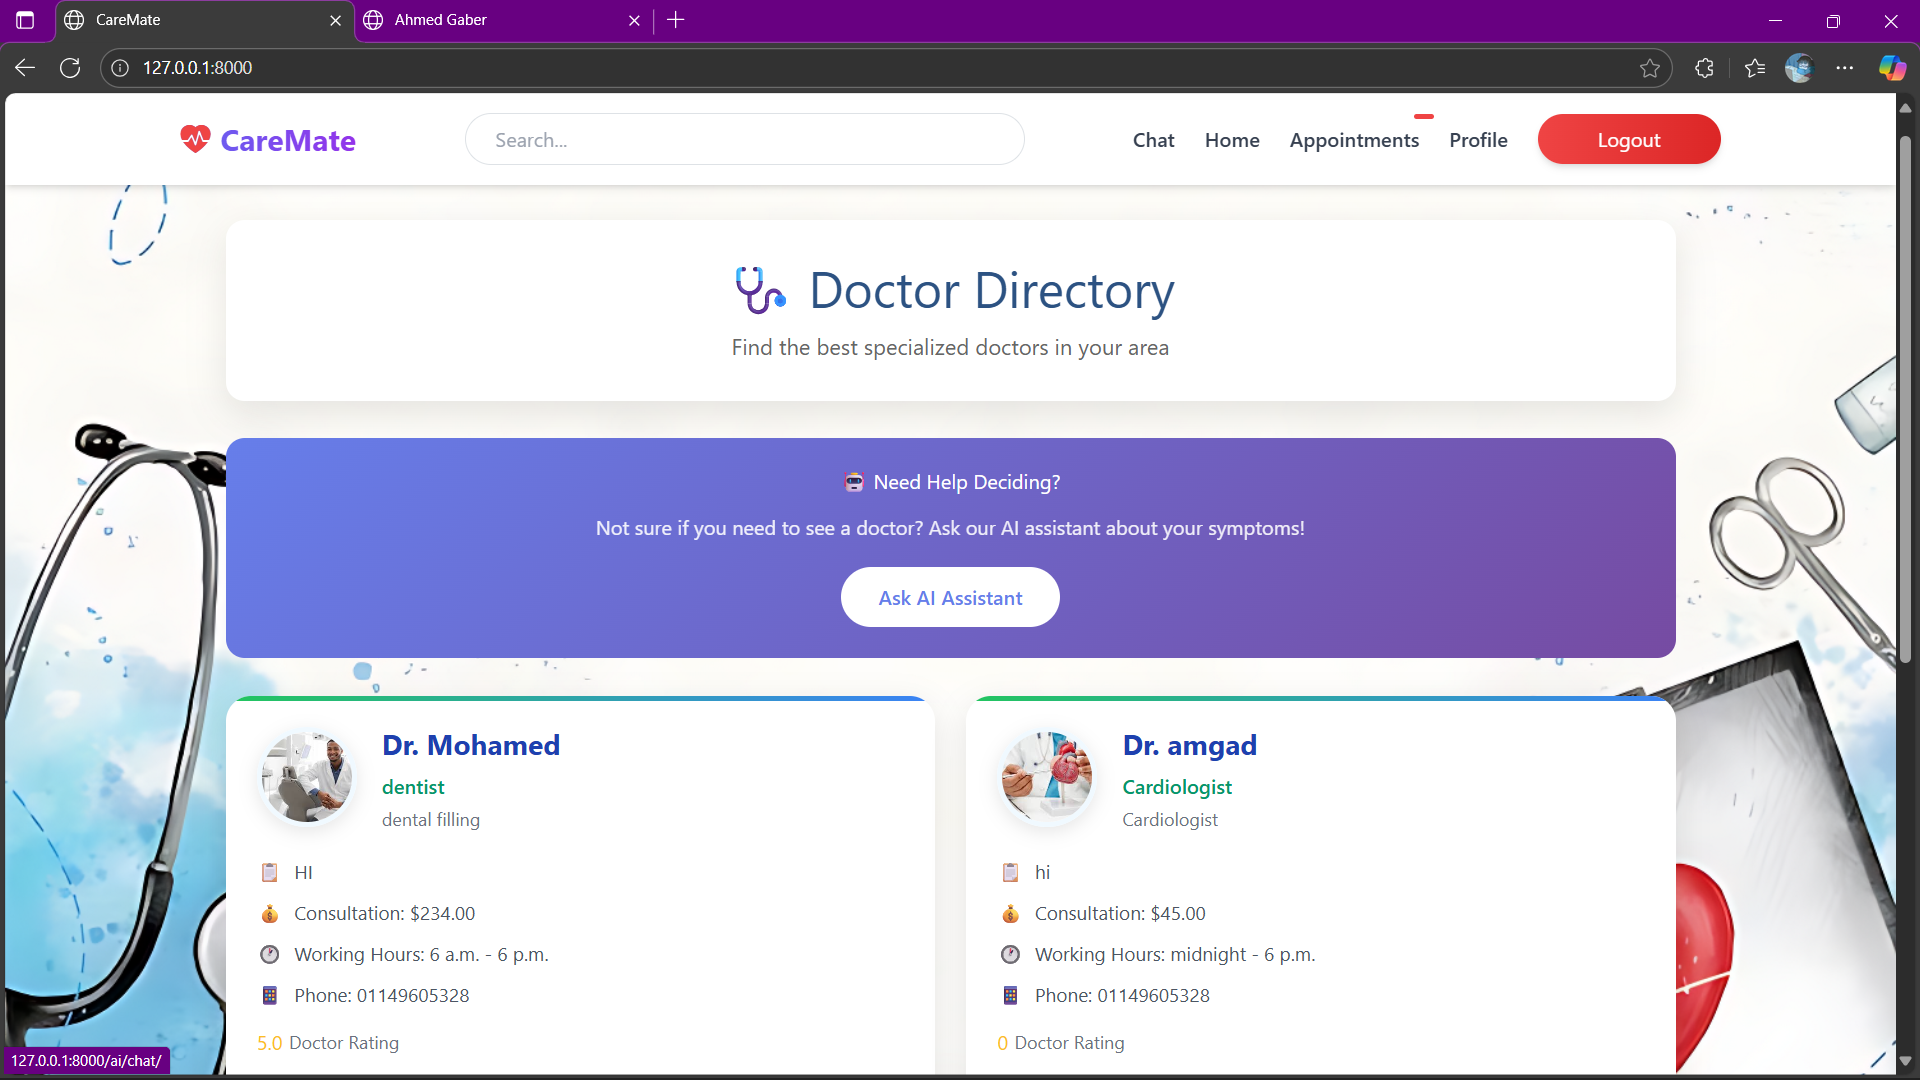 CareMate
Ahmed Gaber
127.0.0.1:8000
CareMate
Search...
Chat
Home
Appointments
Profile
Logout
Doctor Directory
Find the best specialized doctors in your area
Need Help Deciding?
Not sure if you need to see a doctor? Ask our AI assistant about your symptoms!
Ask AI Assistant
Dr. Mohamed
dentist
dental filling
HI
Consultation: $234.00
Working Hours: 6 a.m. - 6 p.m.
Phone: 01149605328
5.0 Doctor Rating
Dr. amgad
Cardiologist
Cardiologist
hi
Consultation: $45.00
Working Hours: midnight - 6 p.m.
Phone: 01149605328
0 Doctor Rating
127.0.0.1:8000/ai/chat/